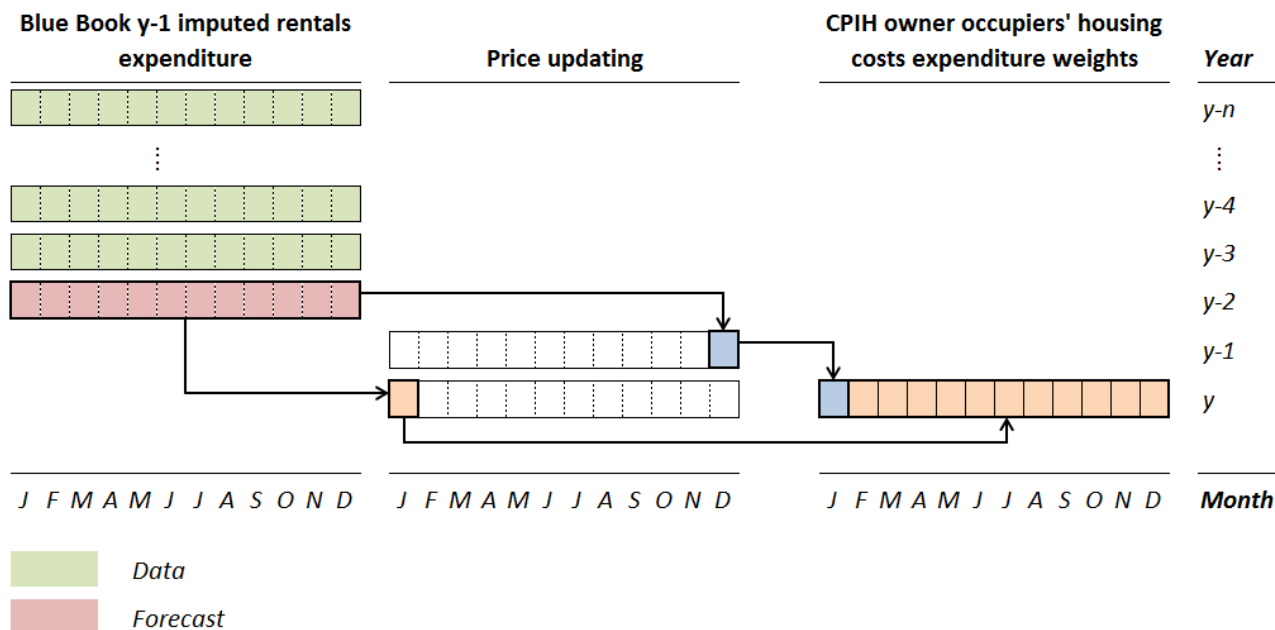 Blue Book y-1 imputed rentals
expenditure
Price updating
CPIH owner occupiers' housing
costs expenditure weights
Year
y-n
y-4
y-3
y-2
y-1
y
J F M A M J J A S O N D
J F M A M J J A S O N D
J F M A M J J A S O N D
Month
Data
Forecast